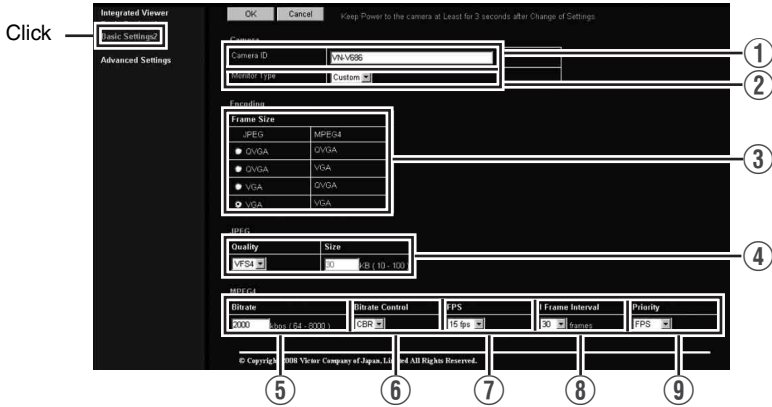 Integrated Viewer
OK Cancel Keep Power to the camera at Least for 3 seconds after Change of Settings.
Click Basic Settings2
Advanced Settings
Camera
Camera ID VN-V686 ①
Monitor Type Custom ②
Encoding
Frame Size
JPEG MPEG4
QVGA QVGA
QVGA VGA ③
VGA QVGA
VGA VGA
JPEG
Quality Size
VFS4 30 KB ( 10 - 100 ) ④
MPEG4
Bitrate Bitrate Control FPS I Frame Interval Priority
2000 kbps ( 64 - 6000 ) CBR 15 fps 30 frames FPS
© Copyright 2008 Victor Company of Japan, Limited All Rights Reserved.
⑤ ⑥ ⑦ ⑧ ⑨